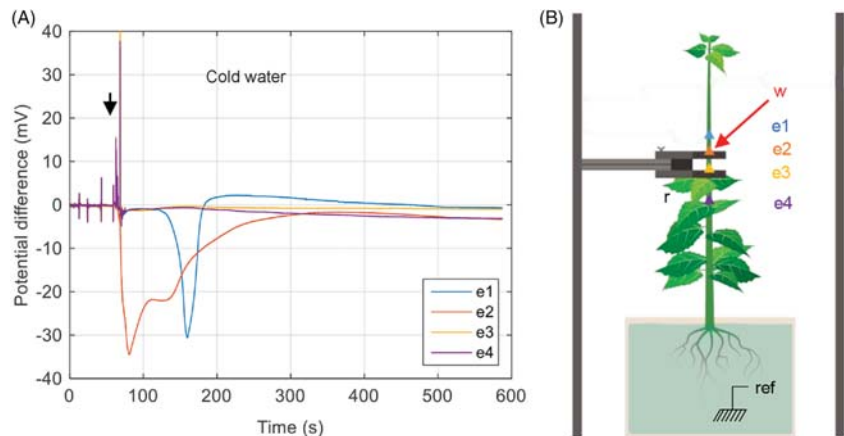 (A)
40
30
20
10
0
-10
-20
-30
-40
Potential difference (mV)
Cold water
e1
e2
e3
e4
0
100
200
300
400
500
600
Time (s)
(B)
w
e1
e2
e3
e4
r
ref